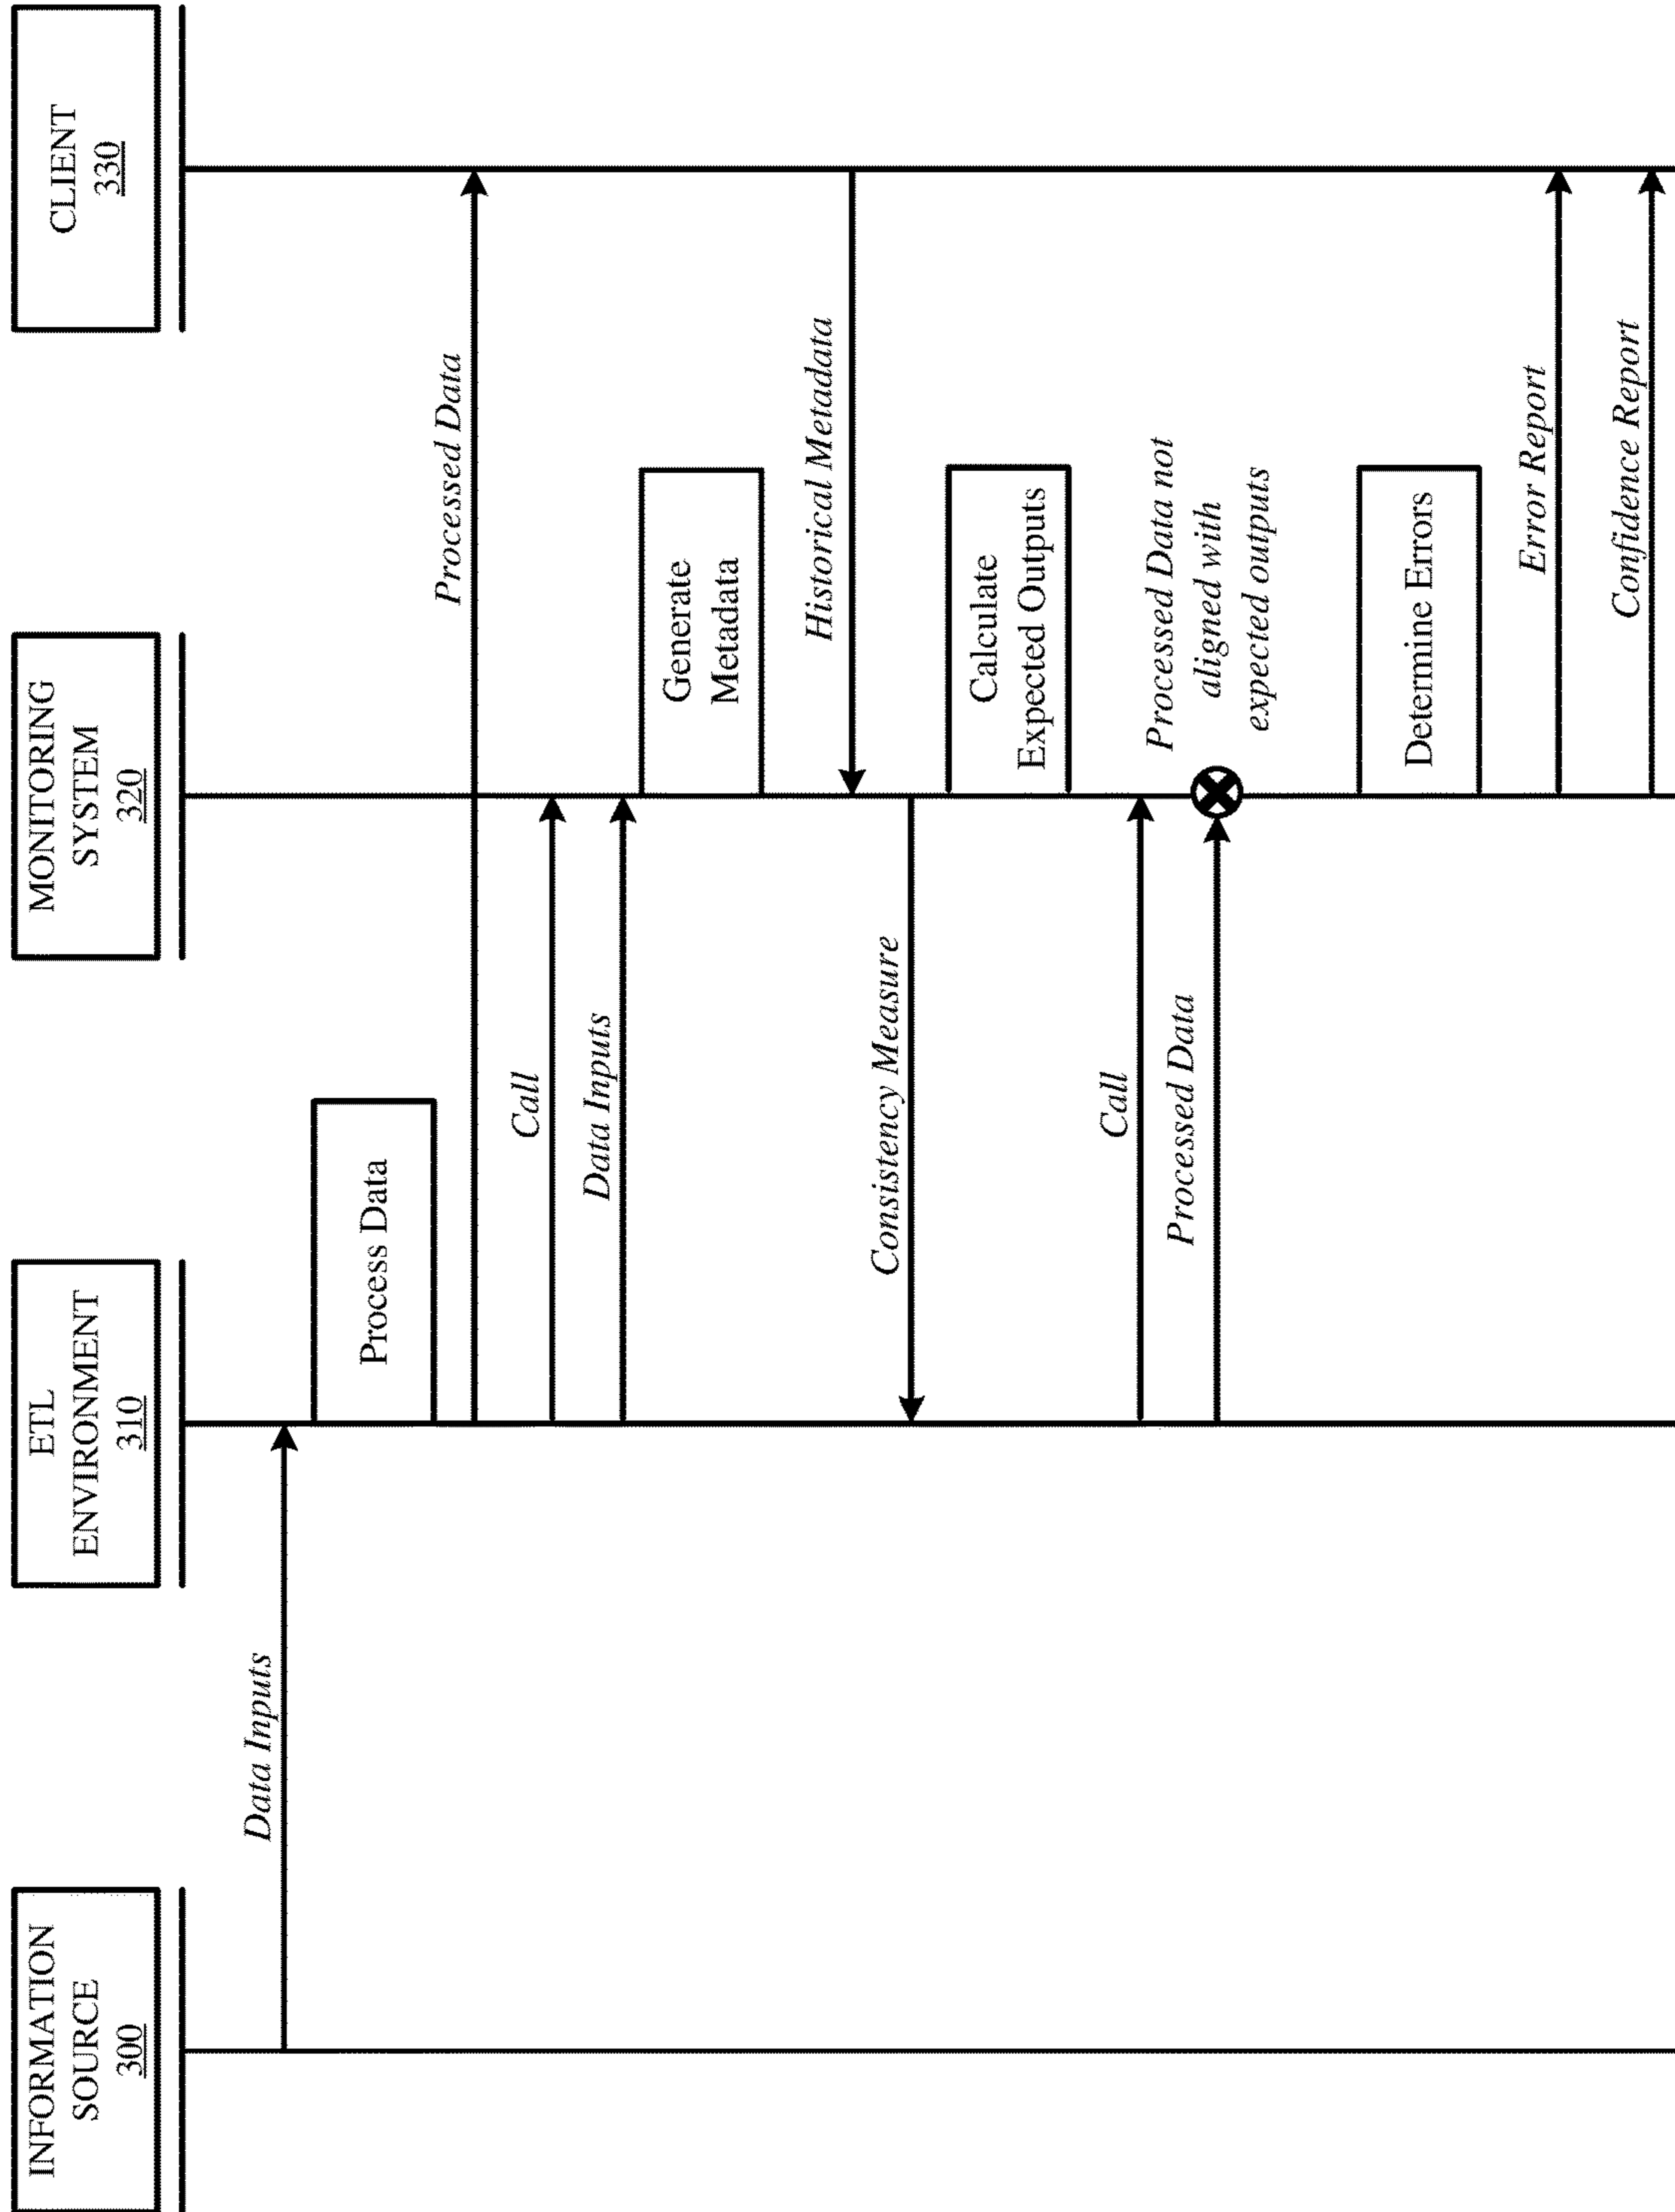 INFORMATION
SOURCE
300
ETL
ENVIRONMENT
310
MONITORING
SYSTEM
320
CLIENT
330
Data Inputs
Process Data
Processed Data
Call
Data Inputs
Generate
Metadata
Historical Metadata
Consistency Measure
Calculate
Expected Outputs
Call
Processed Data
Processed Data not
aligned with
expected outputs
Determine Errors
Error Report
Confidence Report